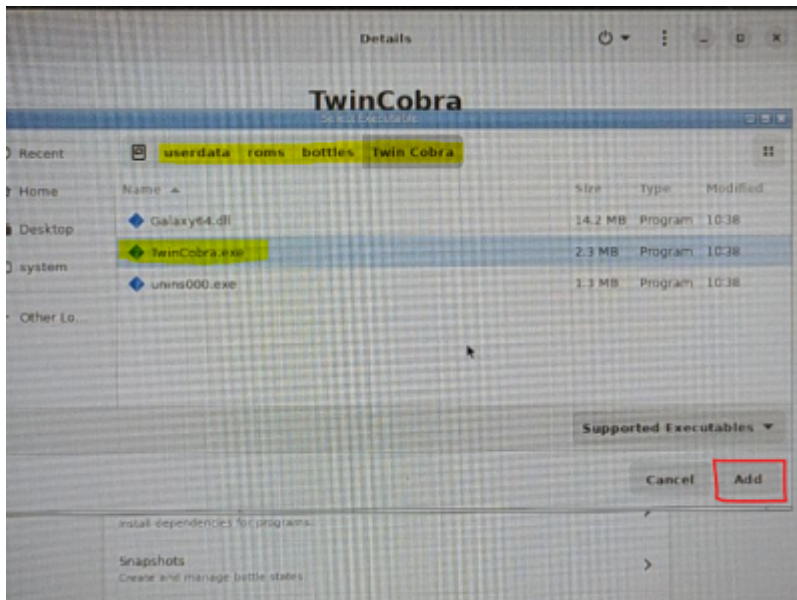 Details
TwinCobra
Select Executable
Recent
userdata roms bottles Twin Cobra
Home
Name Size Type Modified
Desktop
Galaxy64.dll 14.2 MB Program 10:38
TwinCobra.exe 2.3 MB Program 10:38
system
unins000.exe 1.3 MB Program 10:38
Other Lo...
Supported Executables
Cancel Add
Install dependencies for programs.
Snapshots
Create and manage bottle states